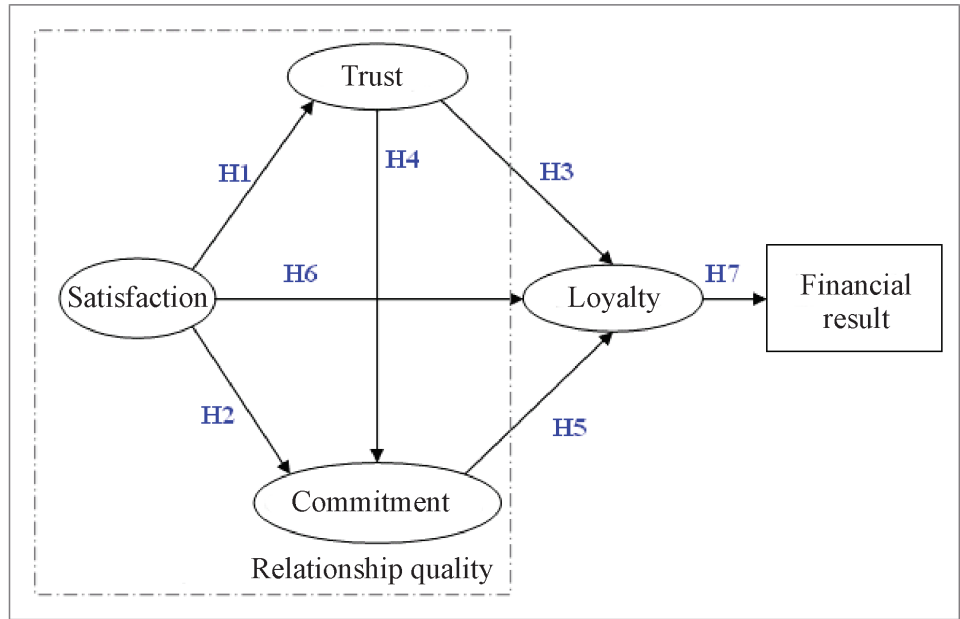 Trust
H1
H4
H3
Satisfaction
H6
Loyalty
H7
Financial
result
H2
H5
Commitment
Relationship quality